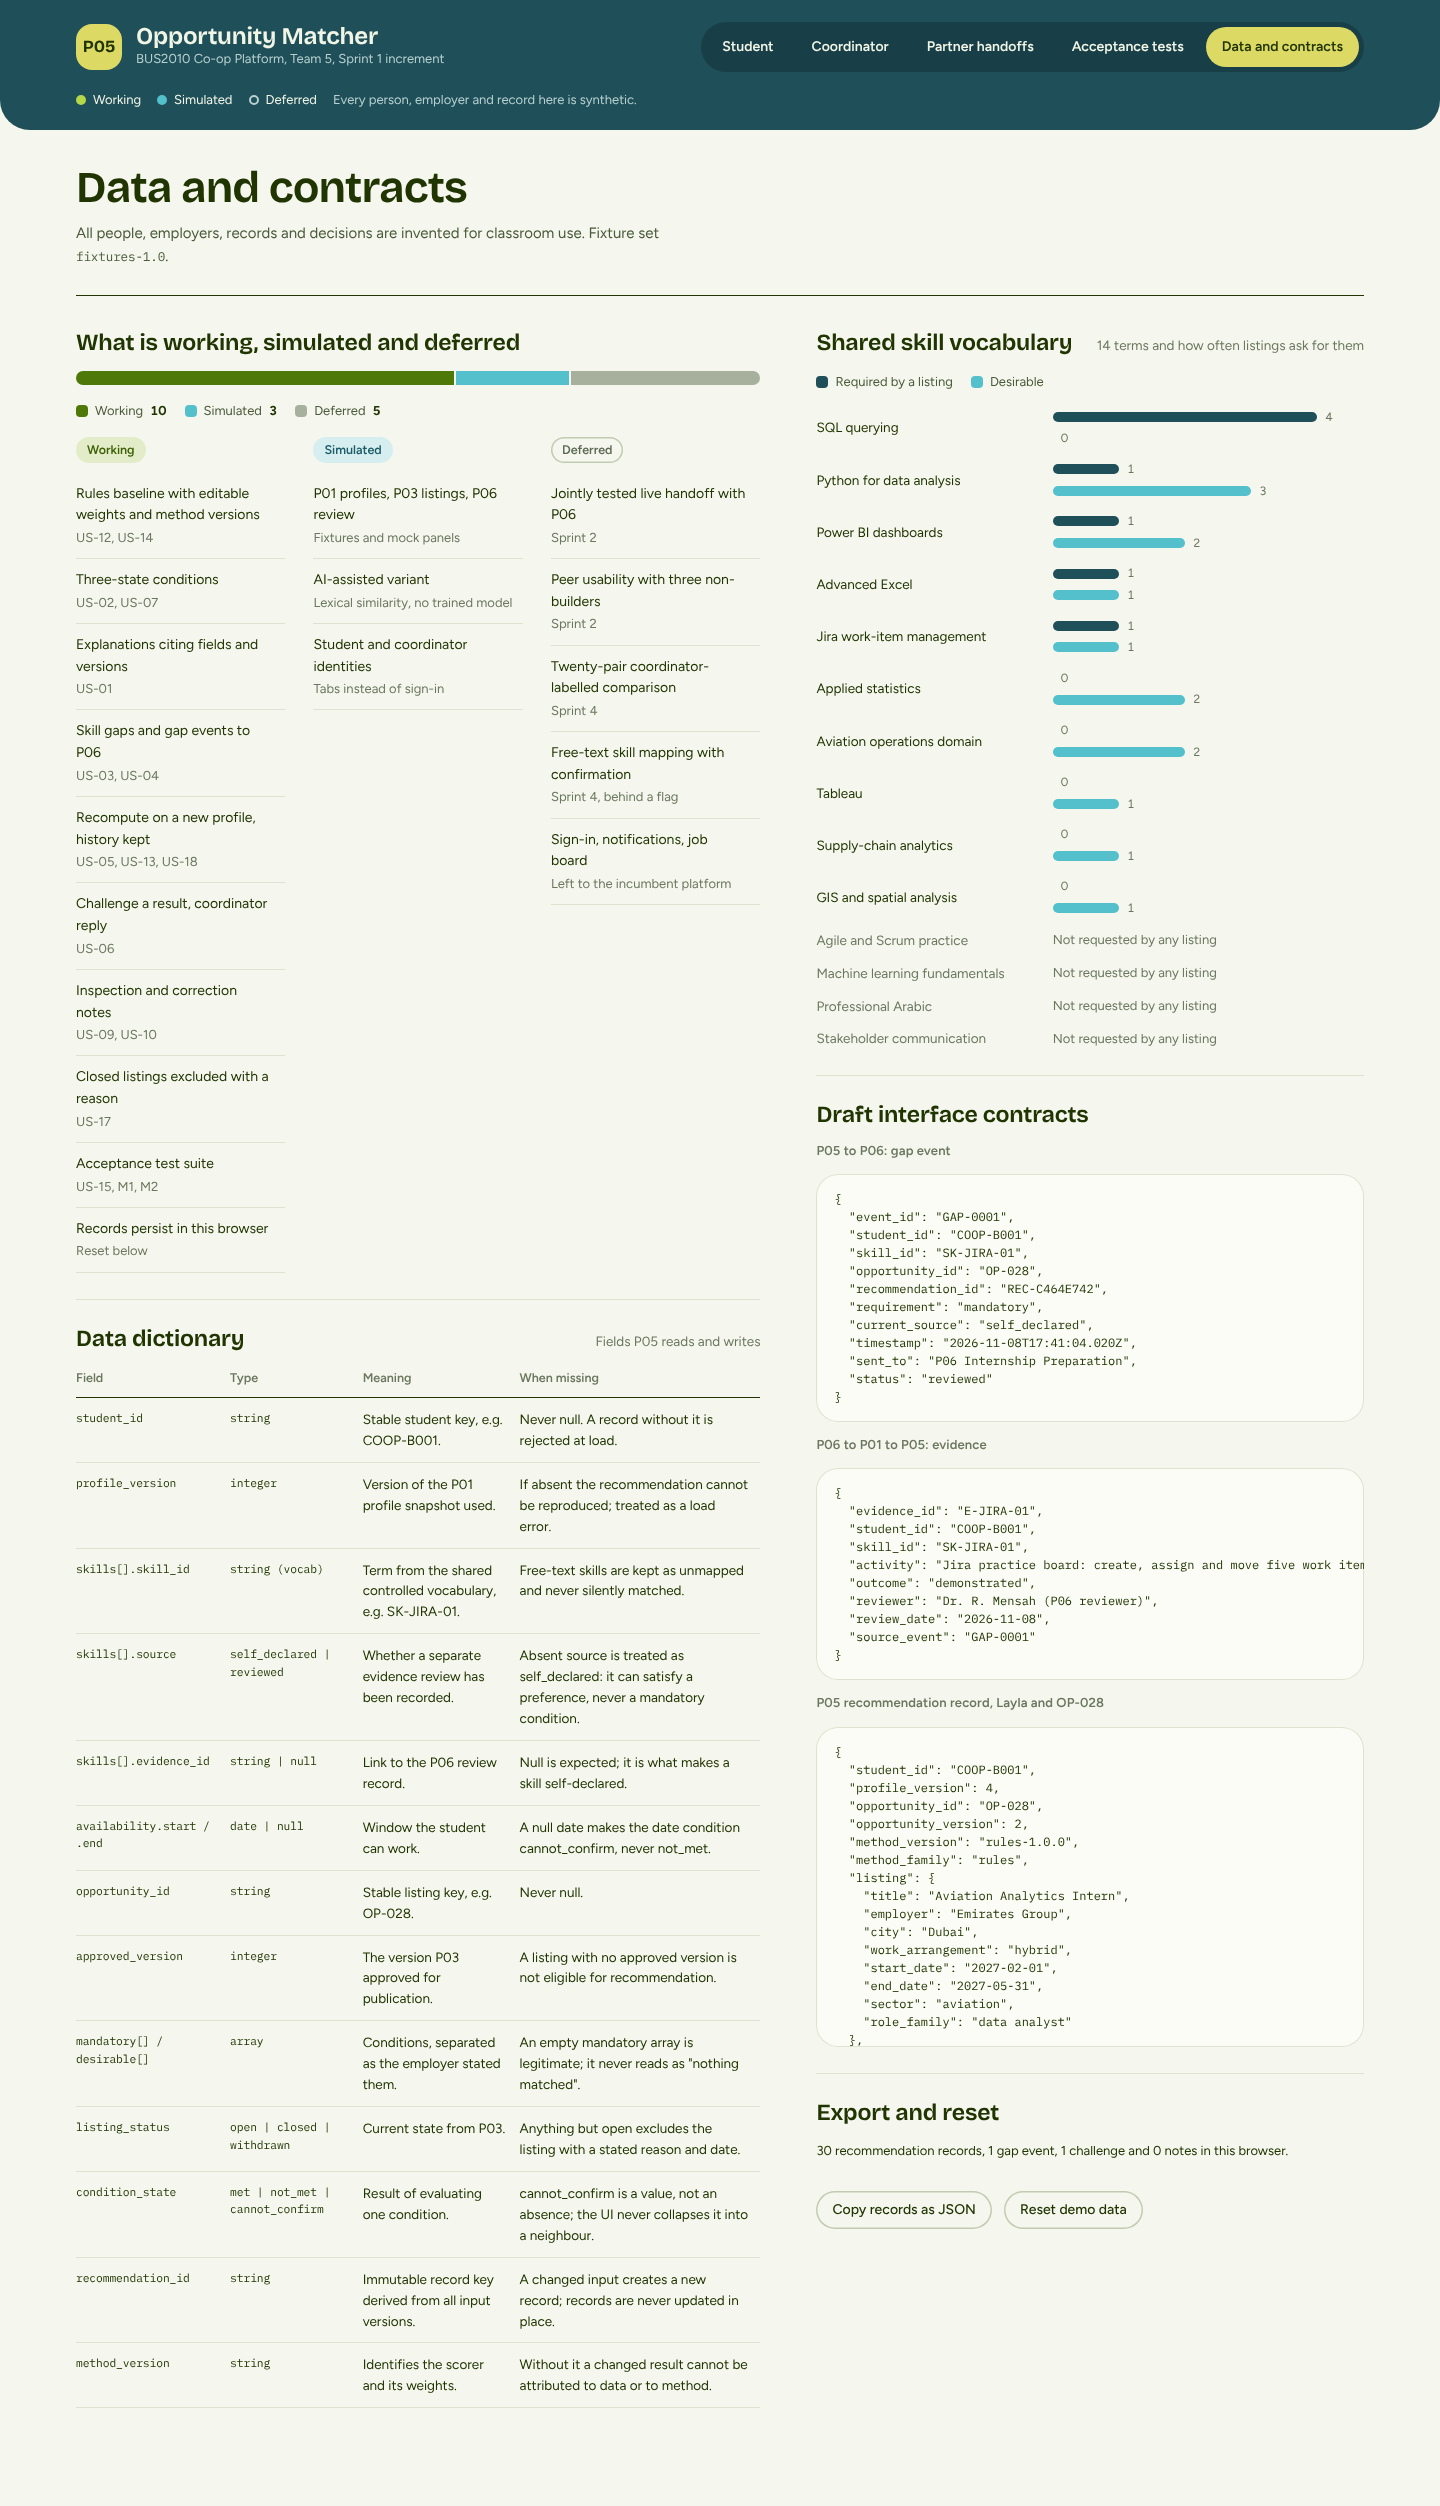 P05
Opportunity Matcher
BUS2010 Co-op Platform, Team 5, Sprint 1 increment
Student
Coordinator
Partner handoffs
Acceptance tests
Data and contracts
Working
Simulated
Deferred
Every person, employer and record here is synthetic.
Data and contracts
All people, employers, records and decisions are invented for classroom use. Fixture set
fixtures-1.0.
What is working, simulated and deferred
Working 10
Simulated 3
Deferred 5
Working
Rules baseline with editable
weights and method versions
US-12, US-14
Three-state conditions
US-02, US-07
Explanations citing fields and
versions
US-01
Skill gaps and gap events to
P06
US-03, US-04
Recompute on a new profile,
history kept
US-05, US-13, US-18
Challenge a result, coordinator
reply
US-06
Inspection and correction
notes
US-09, US-10
Closed listings excluded with a
reason
US-17
Acceptance test suite
US-15, M1, M2
Records persist in this browser
Reset below
Simulated
P01 profiles, P03 listings, P06
review
Fixtures and mock panels
AI-assisted variant
Lexical similarity, no trained model
Student and coordinator
identities
Tabs instead of sign-in
Deferred
Jointly tested live handoff with
P06
Sprint 2
Peer usability with three non-
builders
Sprint 2
Twenty-pair coordinator-
labelled comparison
Sprint 4
Free-text skill mapping with
confirmation
Sprint 4, behind a flag
Sign-in, notifications, job
board
Left to the incumbent platform
Data dictionary
Fields P05 reads and writes
Field
Type
Meaning
When missing
student_id
string
Stable student key, e.g.
COOP-B001.
Never null. A record without it is
rejected at load.
profile_version
integer
Version of the P01
profile snapshot used.
If absent the recommendation cannot
be reproduced; treated as a load
error.
skills[].skill_id
string (vocab)
Term from the shared
controlled vocabulary,
e.g. SK-JIRA-01.
Free-text skills are kept as unmapped
and never silently matched.
skills[].source
self_declared |
reviewed
Whether a separate
evidence review has
been recorded.
Absent source is treated as
self_declared: it can satisfy a
preference, never a mandatory
condition.
skills[].evidence_id
string | null
Link to the P06 review
record.
Null is expected; it is what makes a
skill self-declared.
availability.start /
.end
date | null
Window the student
can work.
A null date makes the date condition
cannot_confirm, never not_met.
opportunity_id
string
Stable listing key, e.g.
OP-028.
Never null.
approved_version
integer
The version P03
approved for
publication.
A listing with no approved version is
not eligible for recommendation.
mandatory[] /
desirable[]
array
Conditions, separated
as the employer stated
them.
An empty mandatory array is
legitimate; it never reads as "nothing
matched".
listing_status
open | closed |
withdrawn
Current state from P03.
Anything but open excludes the
listing with a stated reason and date.
condition_state
met | not_met |
cannot_confirm
Result of evaluating
one condition.
cannot_confirm is a value, not an
absence; the UI never collapses it into
a neighbour.
recommendation_id
string
Immutable record key
derived from all input
versions.
A changed input creates a new
record; records are never updated in
place.
method_version
string
Identifies the scorer
and its weights.
Without it a changed result cannot be
attributed to data or to method.
Shared skill vocabulary
14 terms and how often listings ask for them
Required by a listing
Desirable
SQL querying
4
0
Python for data analysis
1
3
Power BI dashboards
1
2
Advanced Excel
1
1
Jira work-item management
1
1
Applied statistics
0
2
Aviation operations domain
0
2
Tableau
0
1
Supply-chain analytics
0
1
GIS and spatial analysis
0
1
Agile and Scrum practice
Not requested by any listing
Machine learning fundamentals
Not requested by any listing
Professional Arabic
Not requested by any listing
Stakeholder communication
Not requested by any listing
Draft interface contracts
P05 to P06: gap event
{
"event_id": "GAP-0001",
"student_id": "COOP-B001",
"skill_id": "SK-JIRA-01",
"opportunity_id": "OP-028",
"recommendation_id": "REC-C464E742",
"requirement": "mandatory",
"current_source": "self_declared",
"timestamp": "2026-11-08T17:41:04.020Z",
"sent_to": "P06 Internship Preparation",
"status": "reviewed"
}
P06 to P01 to P05: evidence
{
"evidence_id": "E-JIRA-01",
"student_id": "COOP-B001",
"skill_id": "SK-JIRA-01",
"activity": "Jira practice board: create, assign and move five work item
"outcome": "demonstrated",
"reviewer": "Dr. R. Mensah (P06 reviewer)",
"review_date": "2026-11-08",
"source_event": "GAP-0001"
}
P05 recommendation record, Layla and OP-028
{
"student_id": "COOP-B001",
"profile_version": 4,
"opportunity_id": "OP-028",
"opportunity_version": 2,
"method_version": "rules-1.0.0",
"method_family": "rules",
"listing": {
"title": "Aviation Analytics Intern",
"employer": "Emirates Group",
"city": "Dubai",
"work_arrangement": "hybrid",
"start_date": "2027-02-01",
"end_date": "2027-05-31",
"sector": "aviation",
"role_family": "data analyst"
},
Export and reset
30 recommendation records, 1 gap event, 1 challenge and 0 notes in this browser.
Copy records as JSON
Reset demo data